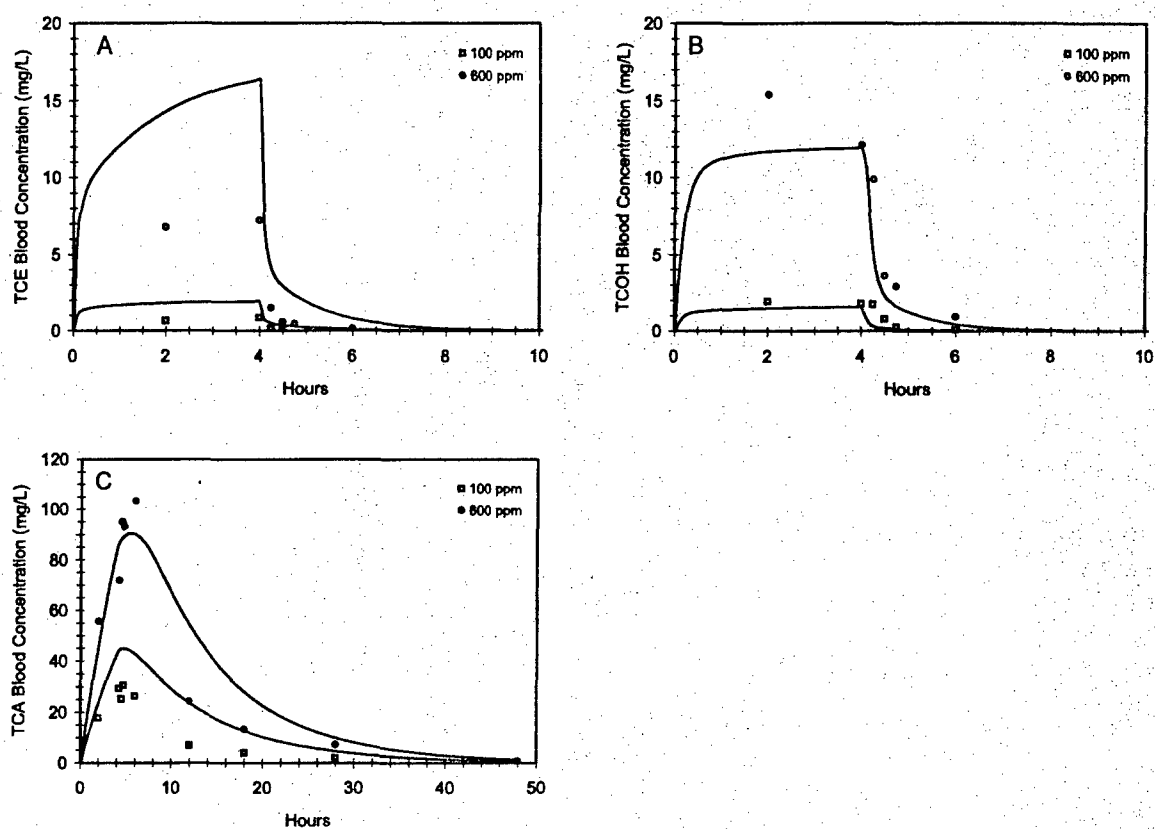 A
TCE Blood Concentration (mg/L)
20
15
10
5
0
0 2 4 6 8 10
Hours
100 ppm
600 ppm
B
TCOH Blood Concentration (mg/L)
20
15
10
5
0
0 2 4 6 8 10
Hours
100 ppm
600 ppm
C
TCA Blood Concentration (mg/L)
120
100
80
60
40
20
0
0 10 20 30 40 50
Hours
100 ppm
600 ppm